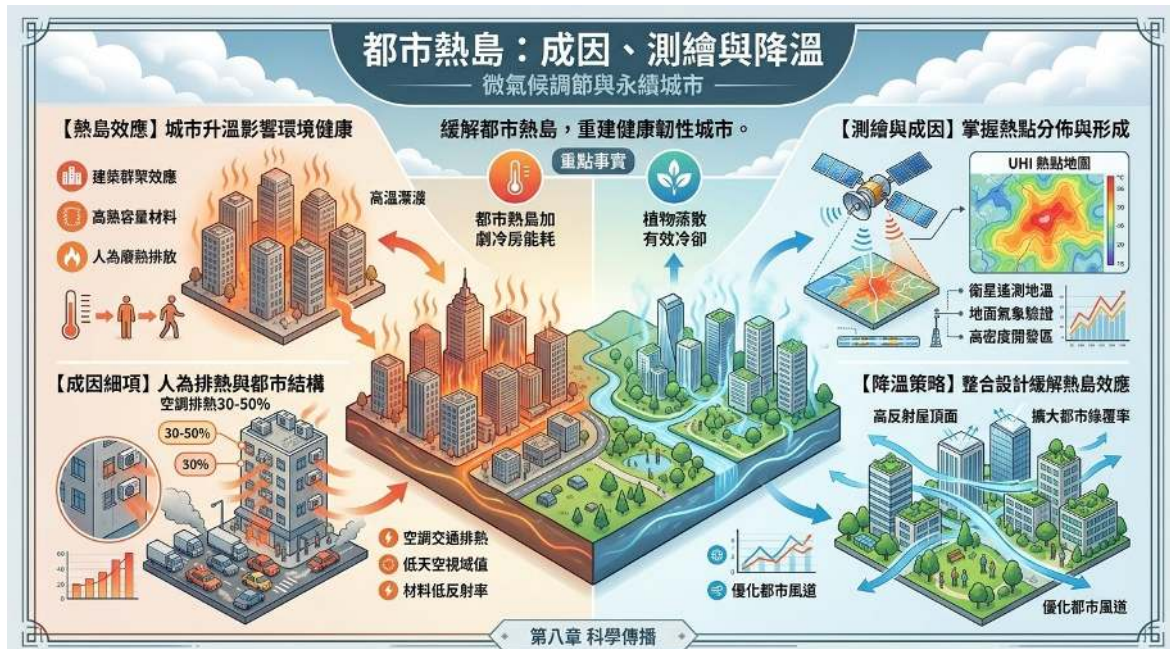 都市熱島：成因、測繪與降溫
微氣候調節與永續城市
【熱島效應】城市升溫影響環境健康
建築群聚效應
高熱容量材料
人為廢熱排放
緩解都市熱島，重建健康韌性城市。
重點事實
都市熱島加
劇冷房能耗
植物蒸散
有效冷卻
【測繪與成因】掌握熱點分佈與形成
UHI 熱點地圖
°C
衛星遙測地溫
地面氣象驗證
高密度開發區
【成因細項】人為排熱與都市結構
空調排熱30-50%
30-50%
30%
60
40
20
0
空調交通排熱
低天空視域值
材料低反射率
優化都市風道
【降溫策略】整合設計緩解熱島效應
高反射屋頂面
擴大都市綠覆率
優化都市風道
第八章 科學傳播